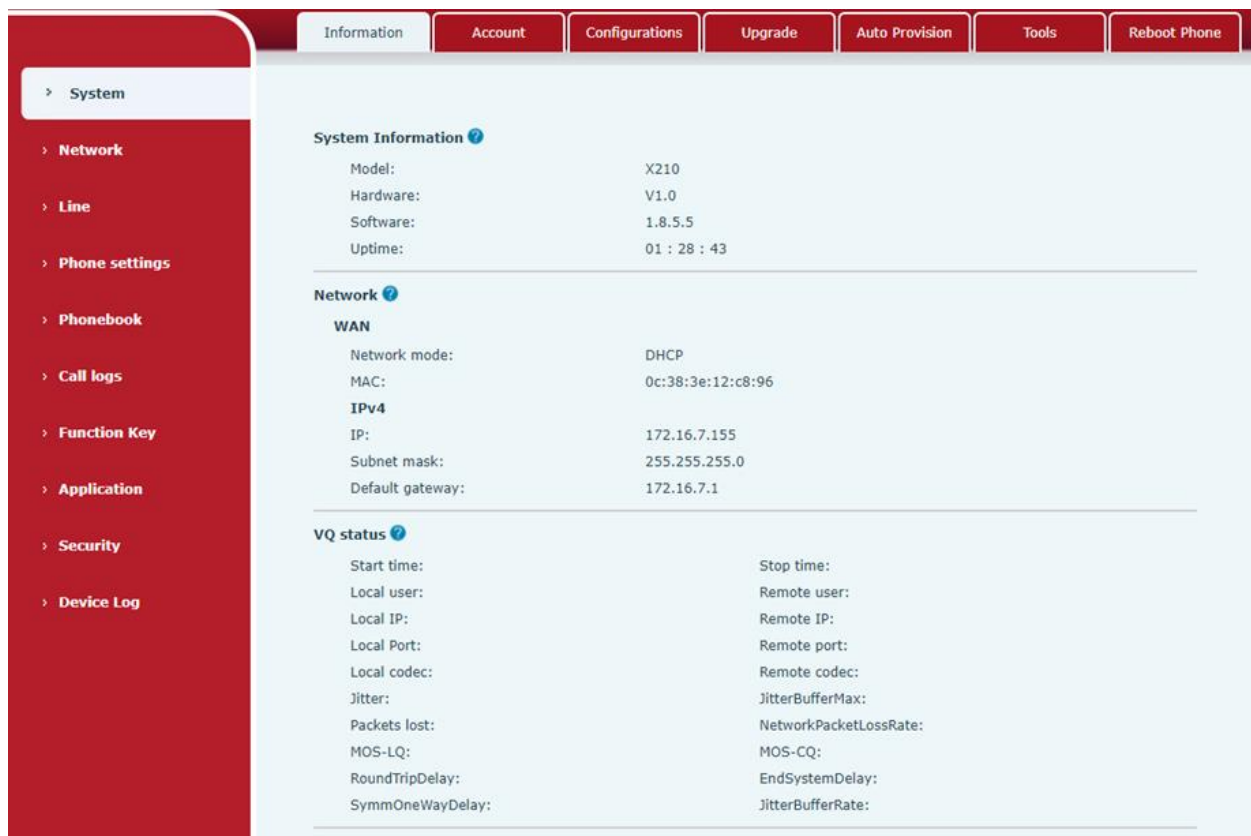 Information Account Configurations Upgrade Auto Provision Tools Reboot Phone
System
Network
Line
Phone settings
Phonebook
Call logs
Function Key
Application
Security
Device Log
System Information
Model: X210
Hardware: V1.0
Software: 1.8.5.5
Uptime: 01 : 28 : 43
Network
WAN
Network mode: DHCP
MAC: 0c:38:3e:12:c8:96
IPv4
IP: 172.16.7.155
Subnet mask: 255.255.255.0
Default gateway: 172.16.7.1
VQ status
Start time: Stop time:
Local user: Remote user:
Local IP: Remote IP:
Local Port: Remote port:
Local codec: Remote codec:
Jitter: JitterBufferMax:
Packets lost: NetworkPacketLossRate:
MOS-LQ: MOS-CQ:
RoundTripDelay: EndSystemDelay:
SymmOneWayDelay: JitterBufferRate: